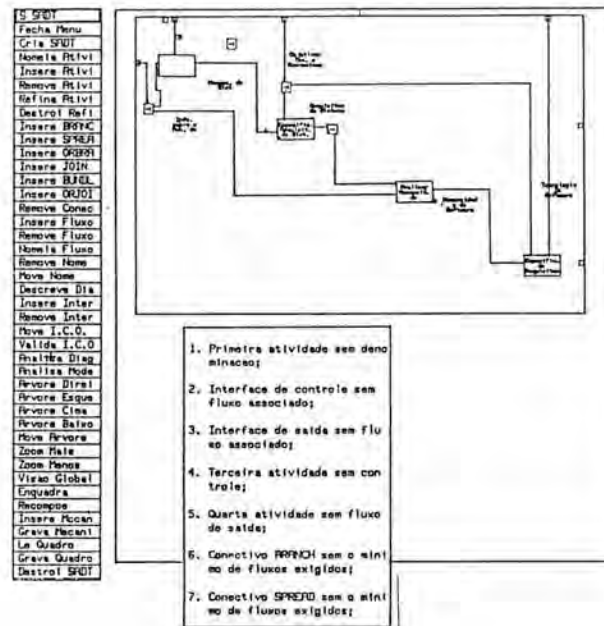 S SADT
Fecha Menu
Cria SADT
Nomeia Ativi
Insere Ativi
Remove Ativi
Refina Ativi
Destroi Refi
Insere BRANC
Insere SPREA
Insere ORBRA
Insere JOIN
Insere BUNDL
Insere ORJOI
Remove Conec
Insere Fluxo
Remove Fluxo
Nomeia Fluxo
Remove Nome
Move Nome
Descreve Dia
Insere Inter
Remove Inter
Move I.C.O.
Valida I.C.O
Analisa Diag
Analisa Mode
Arvore Direi
Arvore Esque
Arvore Cima
Arvore Baixo
Move Arvore
Zoom Mais
Zoom Menos
Visao Global
Enquadra
Recompoe
Insere Mecan
Grava Mecani
Le Quadro
Grava Quadro
Destroi SADT
1. Primeira atividade sem deno
minacao;
2. Interface de controle sem
fluxo associado;
3. Interface de saida sem flu
xo associado;
4. Terceira atividade sem con
trole;
5. Quarta atividade sem fluxo
de saida;
6. Conectivo BRANCH sem o mini
mo de fluxos exigidos;
7. Conectivo SPREAD sem o mini
mo de fluxos exigidos;